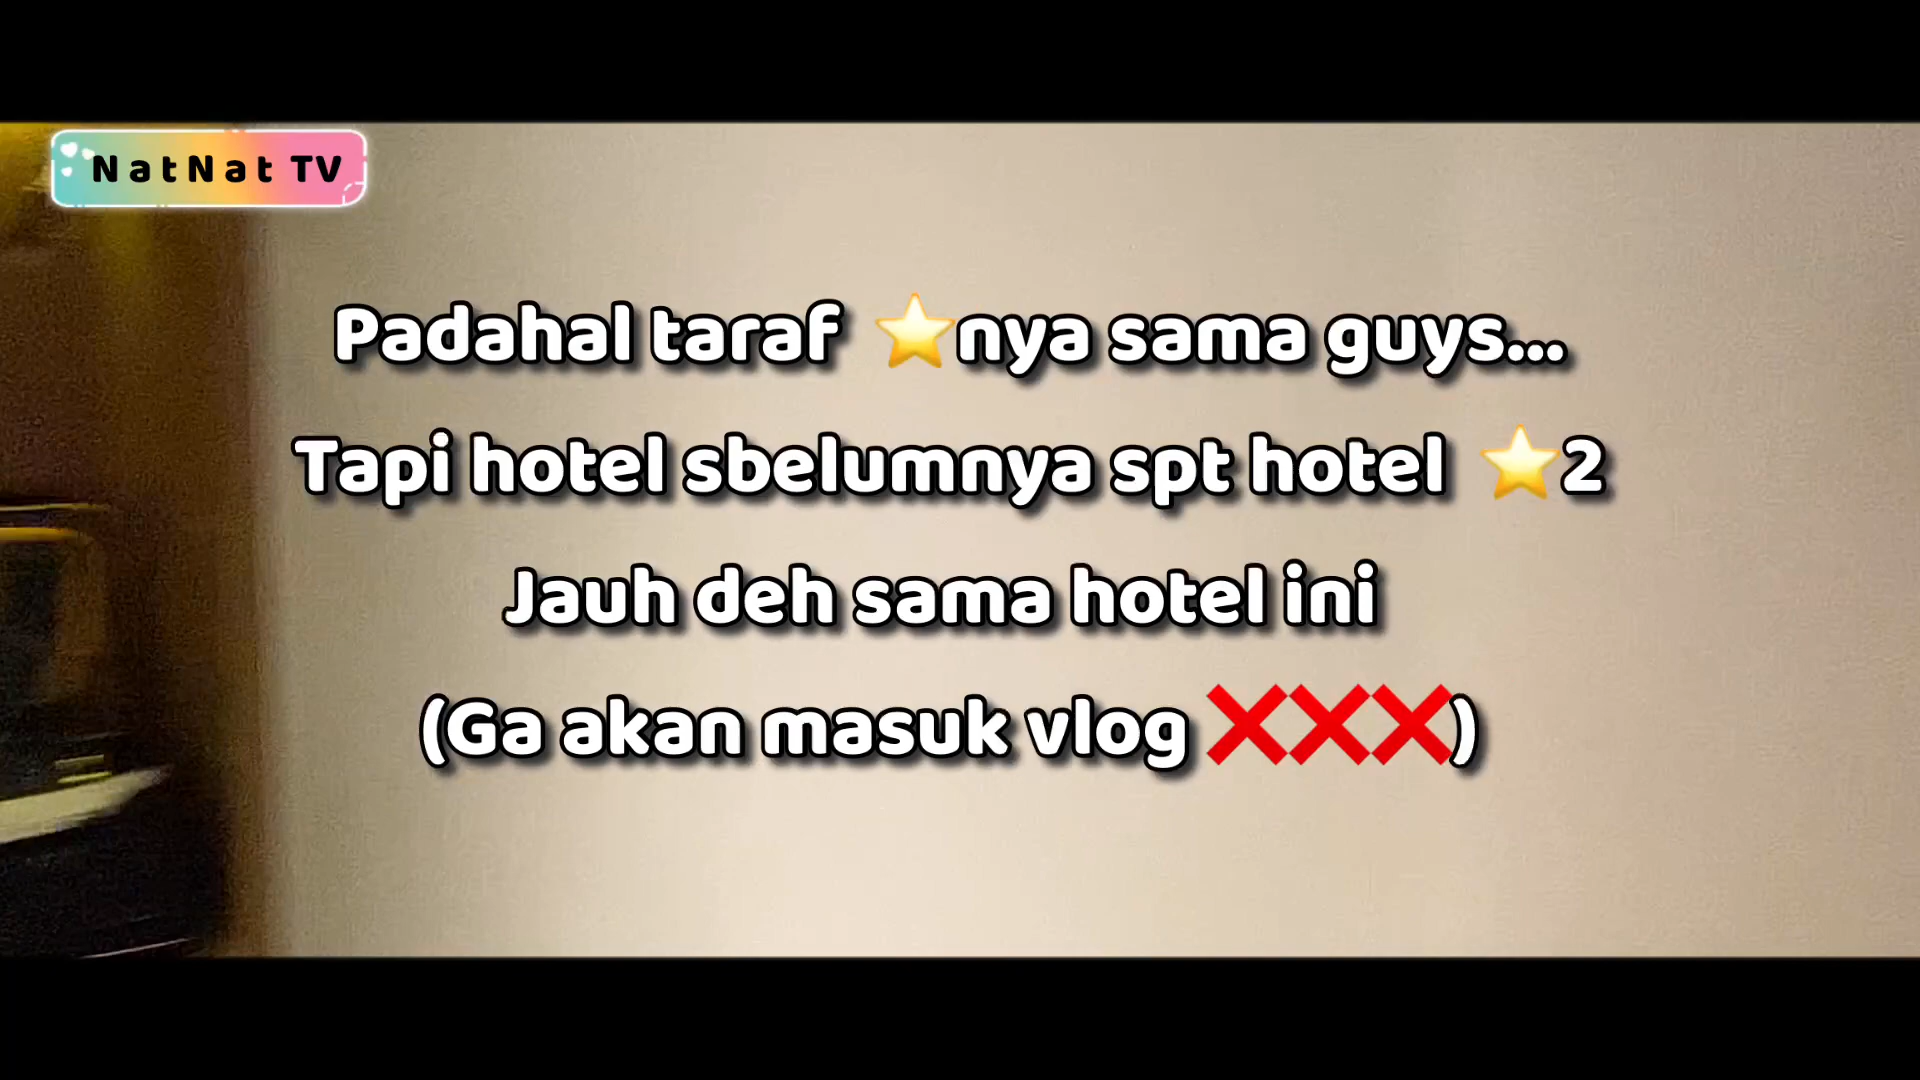 NatNat TV
Padahal taraf ⭐nya sama guys...
Tapi hotel sbelumnya spt hotel ⭐2
Jauh deh sama hotel ini
(Ga akan masuk vlog ❌❌❌)